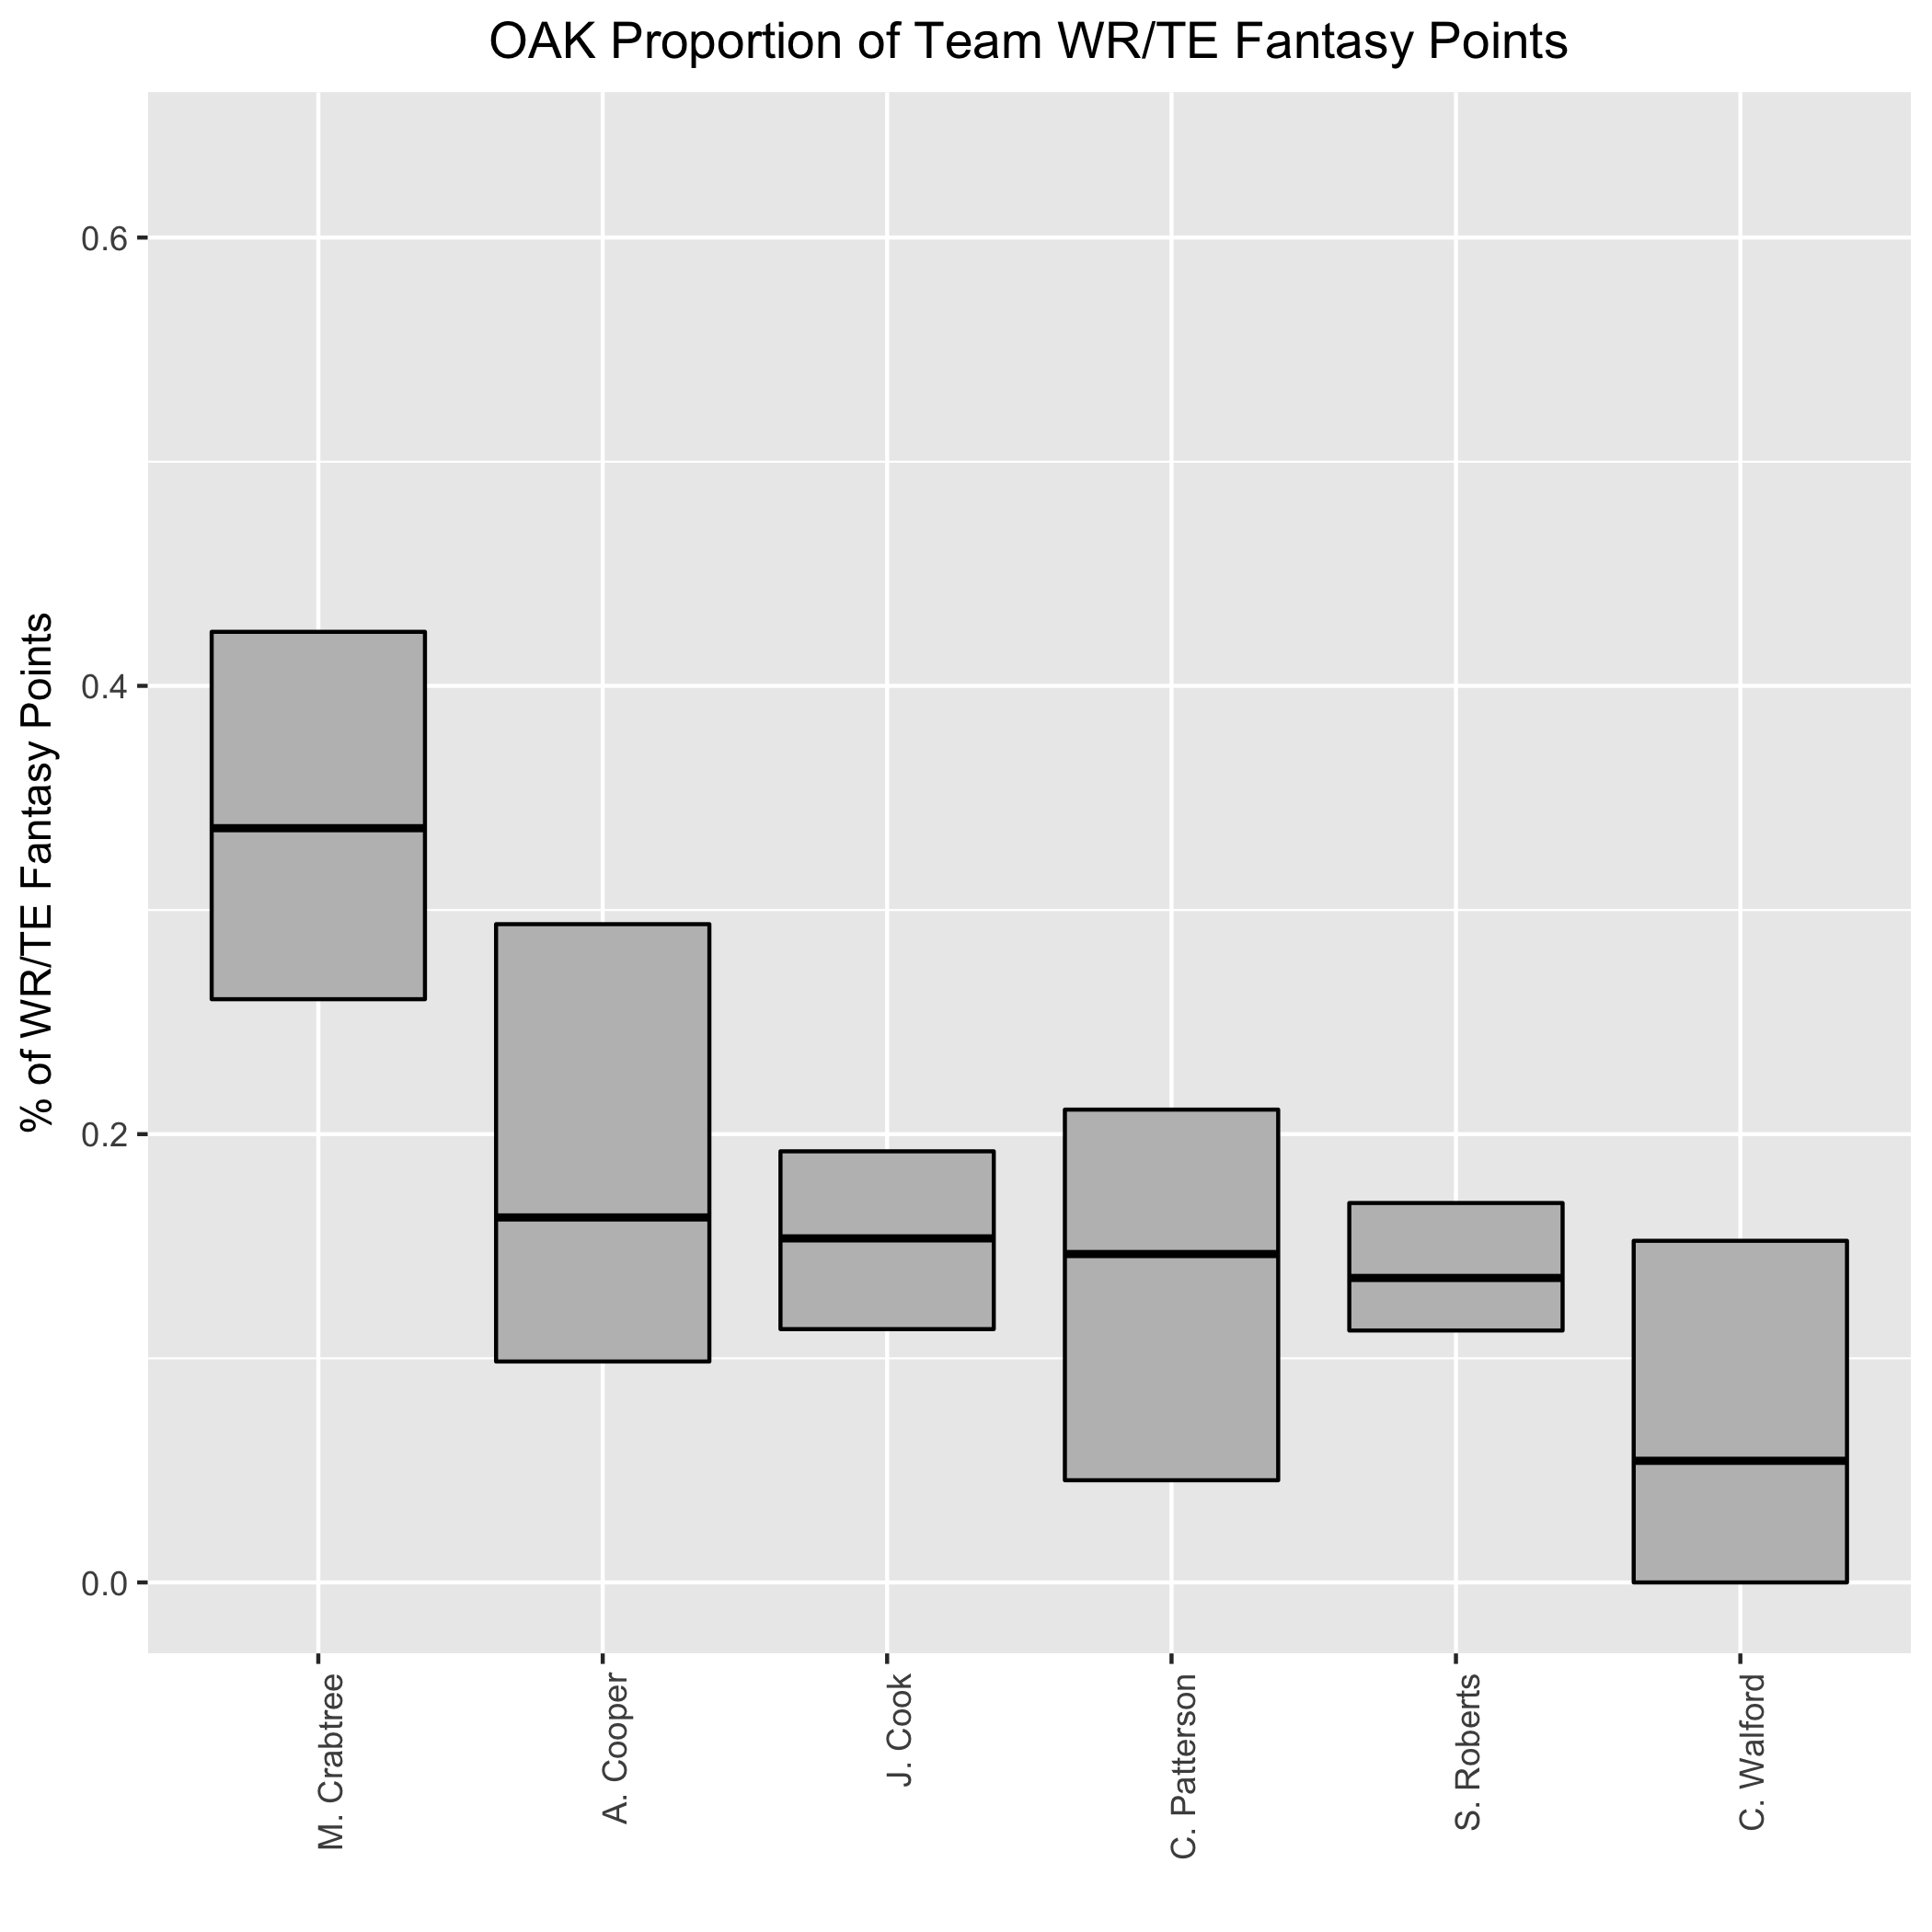 OAK Proportion of Team WR/TE Fantasy Points
% of WR/TE Fantasy Points
0.6
0.4
0.2
0.0
M. Crabtree
A. Cooper
J. Cook
C. Patterson
S. Roberts
C. Walford